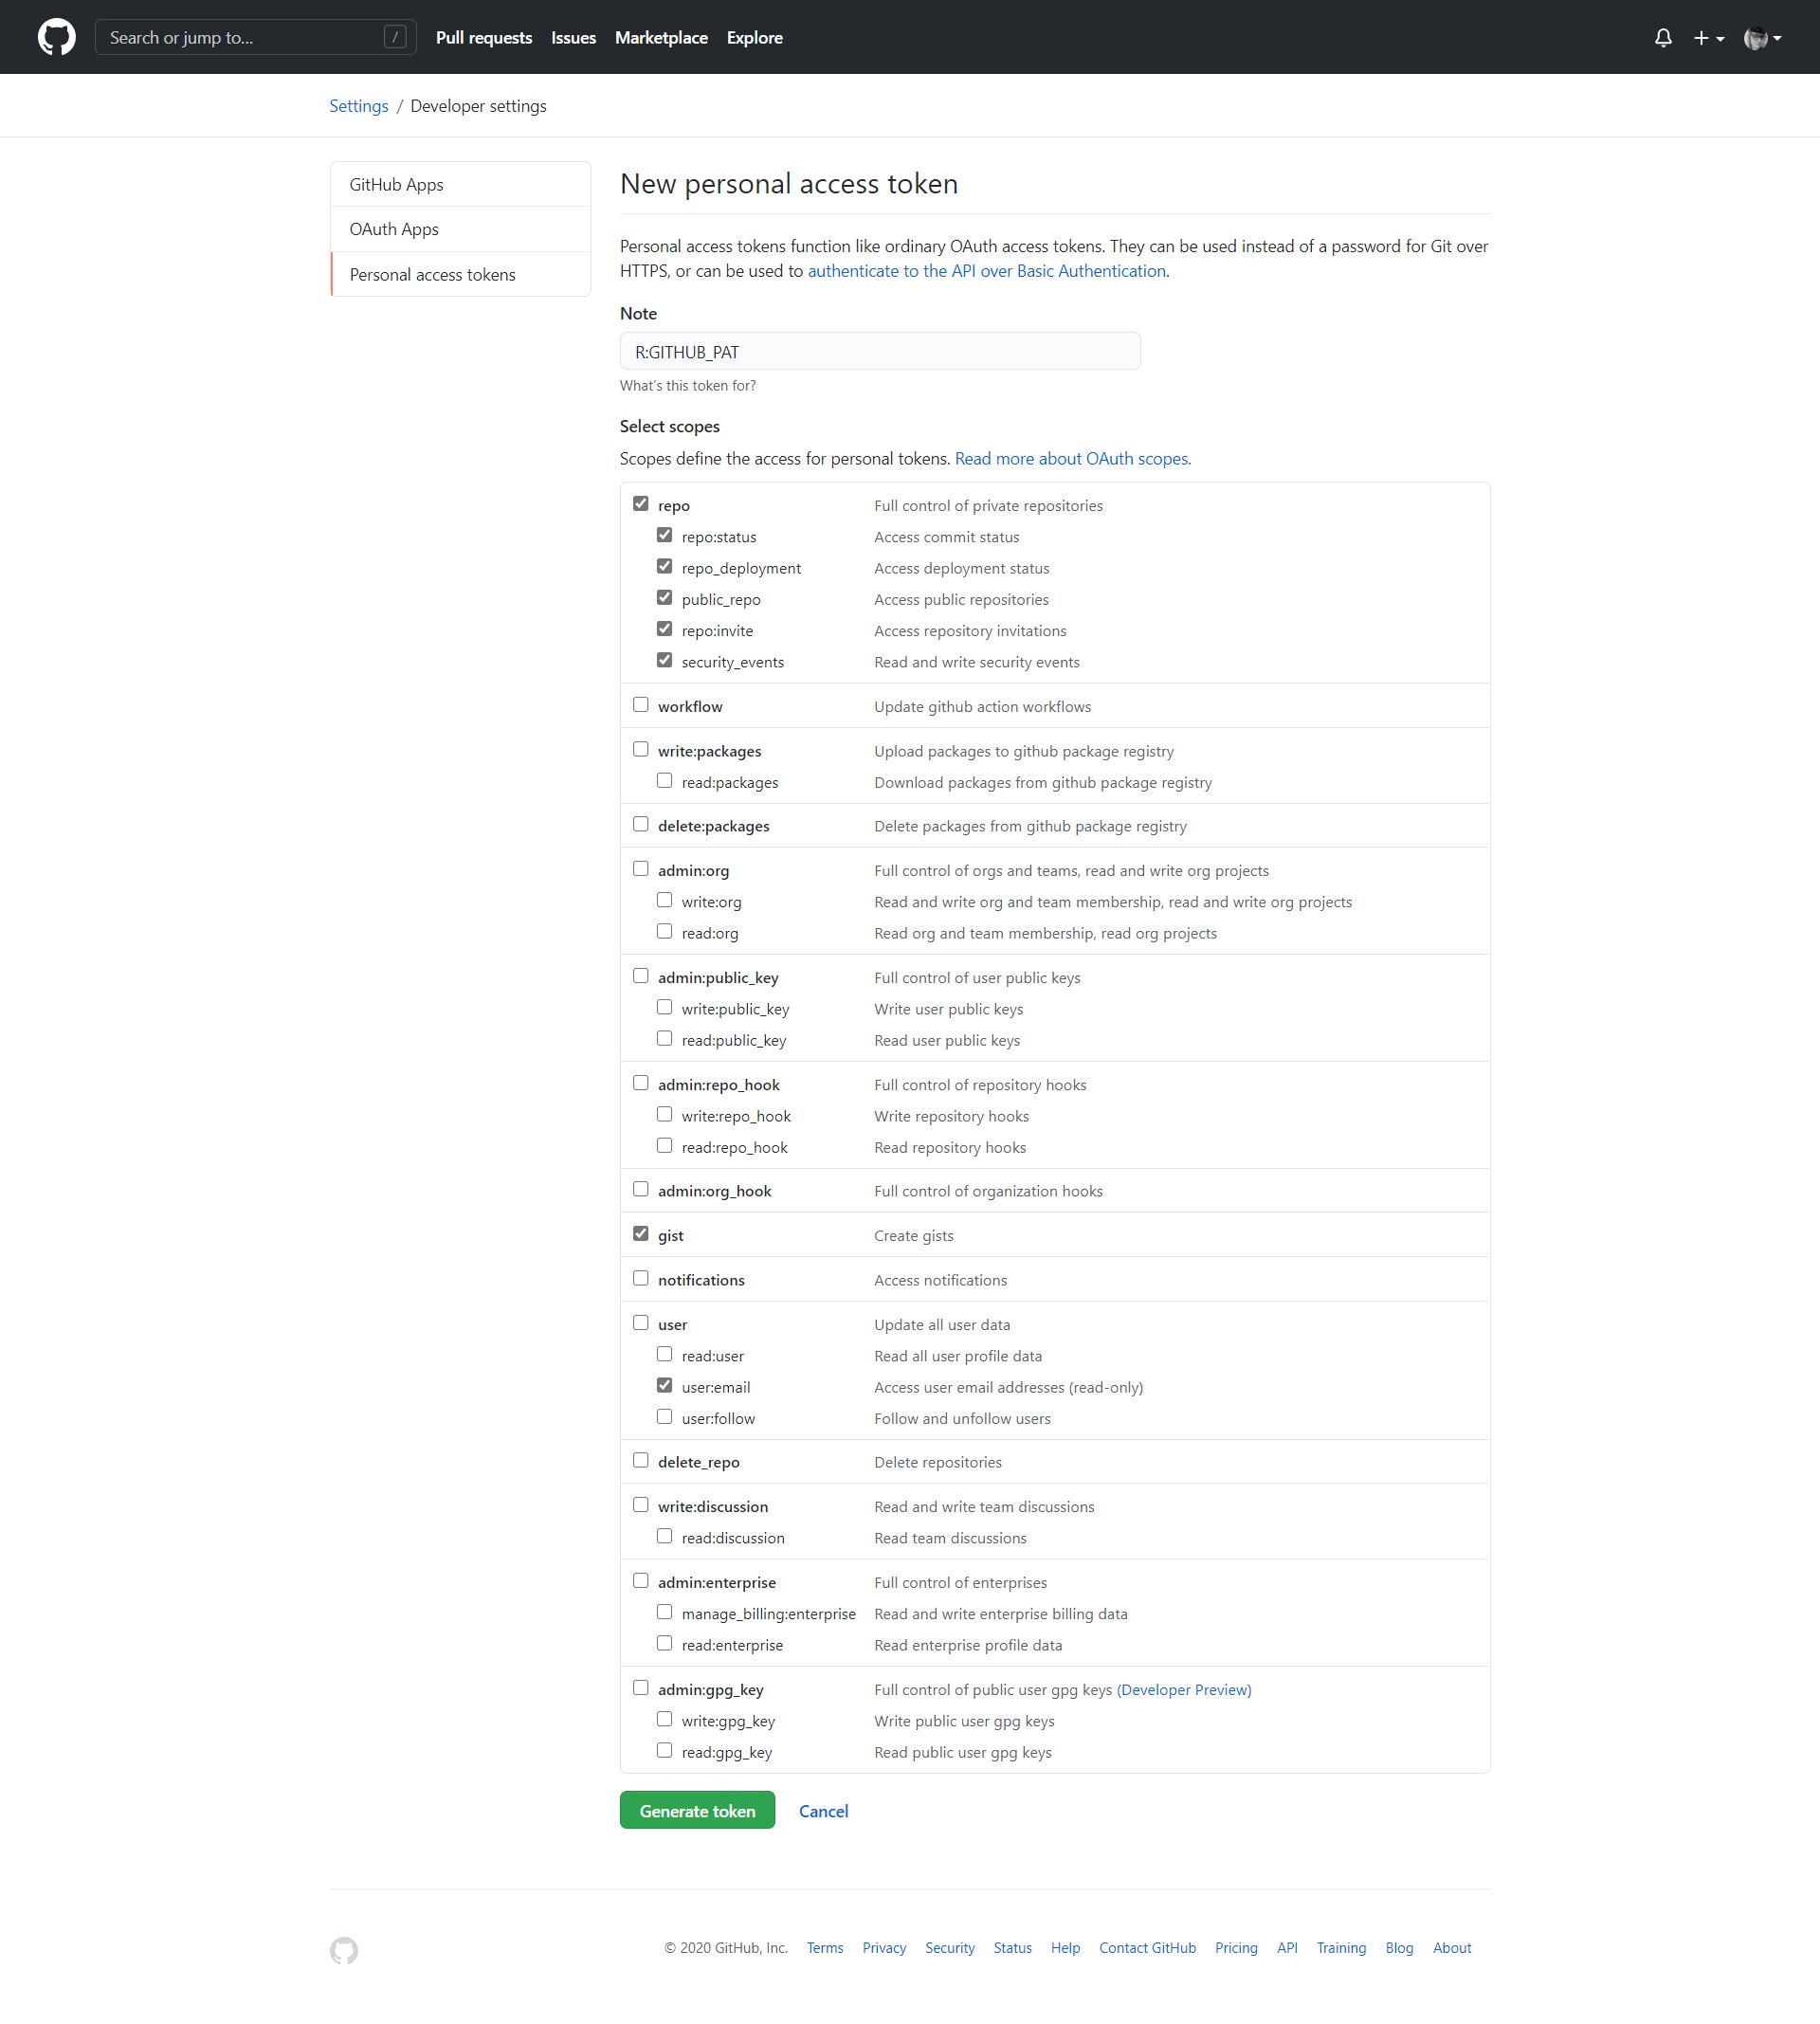 Search or jump to... /
Pull requests Issues Marketplace Explore
Settings / Developer settings
GitHub Apps
OAuth Apps
Personal access tokens
New personal access token
Personal access tokens function like ordinary OAuth access tokens. They can be used instead of a password for Git over
HTTPS, or can be used to authenticate to the API over Basic Authentication.
Note
R:GITHUB_PAT
What's this token for?
Select scopes
Scopes define the access for personal tokens. Read more about OAuth scopes.
repo Full control of private repositories
repo:status Access commit status
repo_deployment Access deployment status
public_repo Access public repositories
repo:invite Access repository invitations
security_events Read and write security events
workflow Update github action workflows
write:packages Upload packages to github package registry
read:packages Download packages from github package registry
delete:packages Delete packages from github package registry
admin:org Full control of orgs and teams, read and write org projects
write:org Read and write org and team membership, read and write org projects
read:org Read org and team membership, read org projects
admin:public_key Full control of user public keys
write:public_key Write user public keys
read:public_key Read user public keys
admin:repo_hook Full control of repository hooks
write:repo_hook Write repository hooks
read:repo_hook Read repository hooks
admin:org_hook Full control of organization hooks
gist Create gists
notifications Access notifications
user Update all user data
read:user Read all user profile data
user:email Access user email addresses (read-only)
user:follow Follow and unfollow users
delete_repo Delete repositories
write:discussion Read and write team discussions
read:discussion Read team discussions
admin:enterprise Full control of enterprises
manage_billing:enterprise Read and write enterprise billing data
read:enterprise Read enterprise profile data
admin:gpg_key Full control of public user gpg keys (Developer Preview)
write:gpg_key Write public user gpg keys
read:gpg_key Read public user gpg keys
Generate token Cancel
© 2020 GitHub, Inc. Terms Privacy Security Status Help Contact GitHub Pricing API Training Blog About